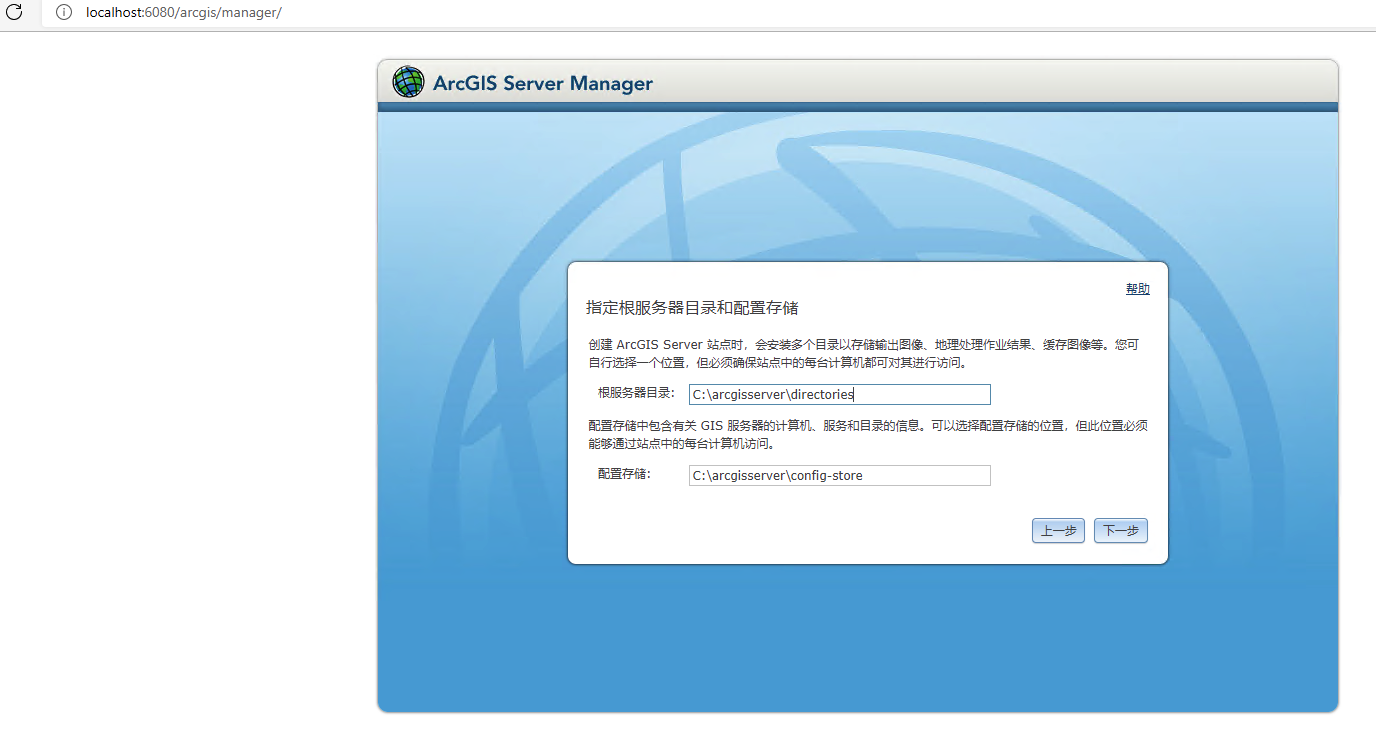 localhost:6080/arcgis/manager/
ArcGIS Server Manager
帮助
指定根服务器目录和配置存储
创建 ArcGIS Server 站点时，会安装多个目录以存储输出图像、地理处理作业结果、缓存图像等。您可
自行选择一个位置，但必须确保站点中的每台计算机都可对其进行访问。
根服务器目录： C:\arcgisserver\directories
配置存储中包含有关 GIS 服务器的计算机、服务和目录的信息。可以选择配置存储的位置，但此位置必须
能够通过站点中的每台计算机访问。
配置存储： C:\arcgisserver\config-store
上一步 下一步